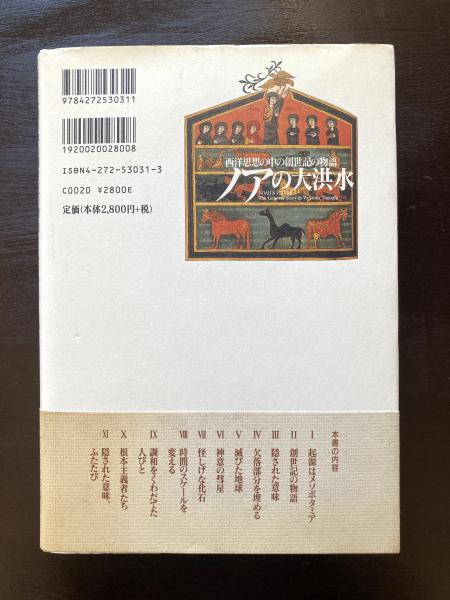 9784272530311
1920020028008
ISBN4-272-53031-3
C0020 ¥2800E
定価(本体2,800円+税)
西洋思想の中の創世記の物語
ノアの大洪水
NOAH'S FLOOD
The Genesis Story in Western Thought
本書の内容
I 起源はメソポタミア
II 創世記の物語
III 隠された意味
IV 欠落部分を埋める
V 滅びた地球
VI 神意の彗星
VII 怪しげな化石
VIII 時間のスケールを
変える
IX 調和をくわだてた
人びと
X 根本主義者たち
XI 隠された意味、
ふたたび